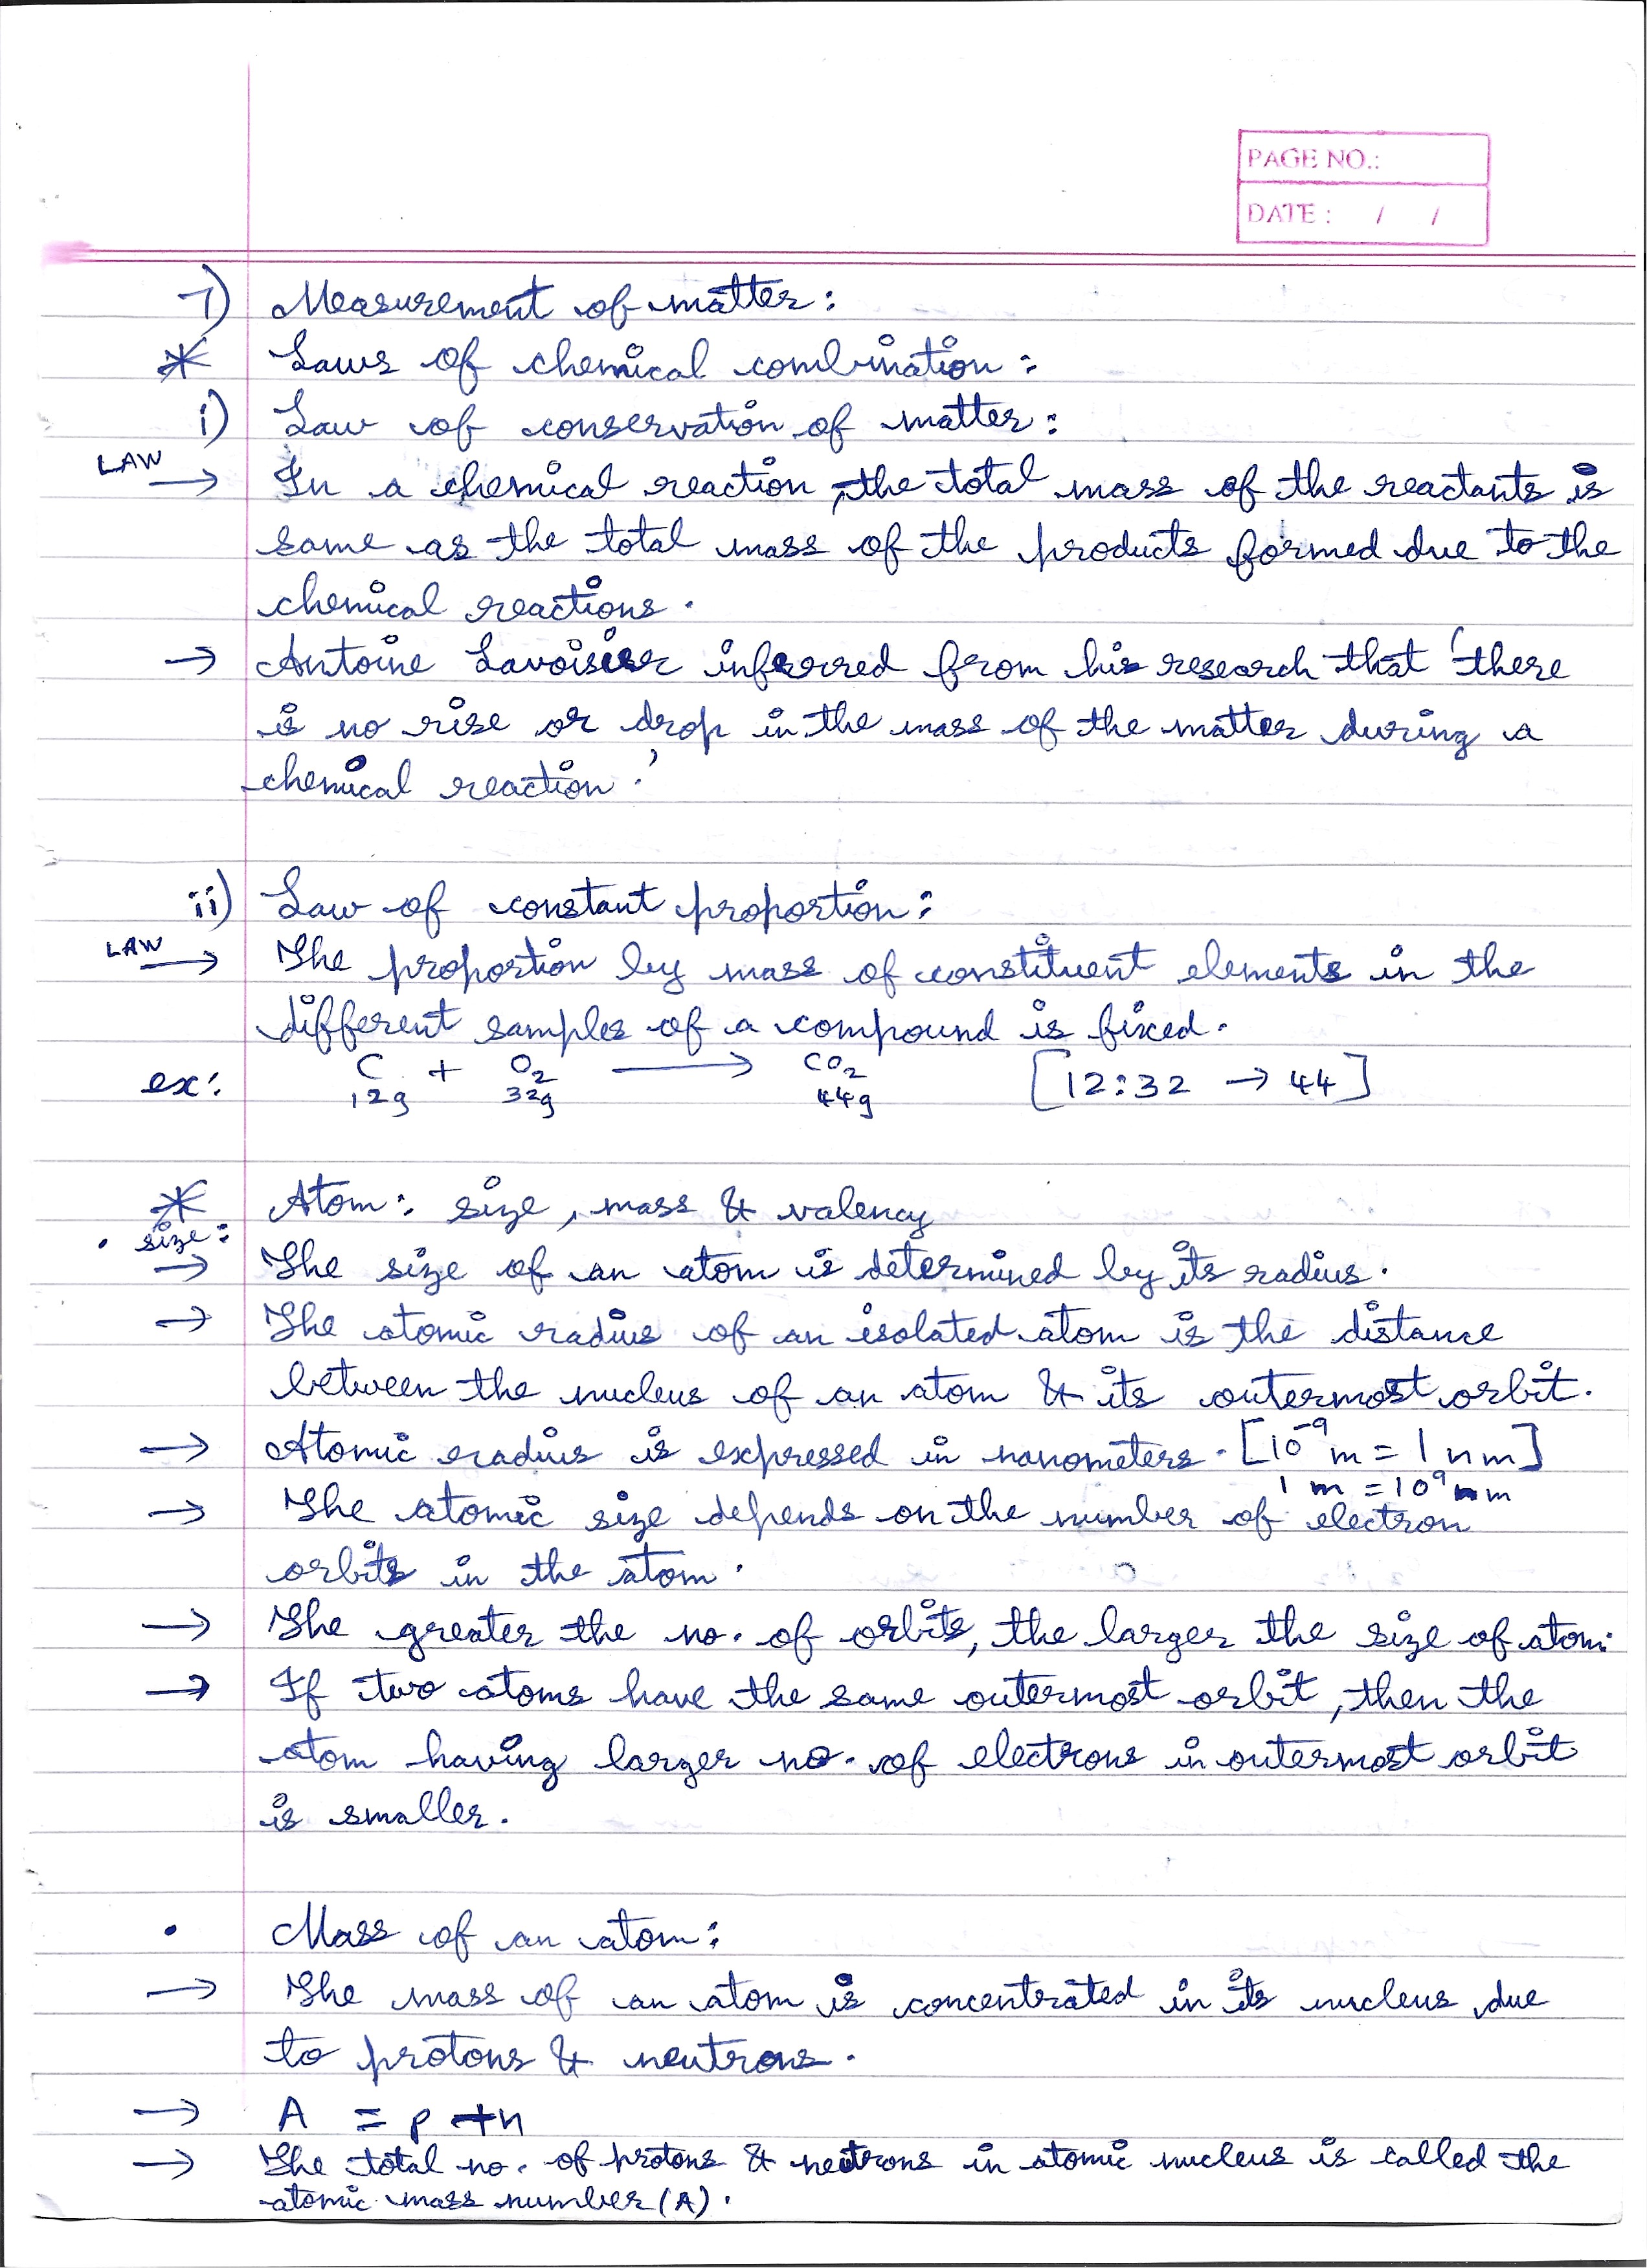 PAGE NO.:
DATE : / /
7) Measurement of matter:
* Laws of chemical combination:
i) Law of conservation of matter:
LAW → In a chemical reaction, the total mass of the reactants is
same as the total mass of the products formed due to the
chemical reactions.
→ Antoine Lavoisier inferred from his research that 'there
is no rise or drop in the mass of the matter during a
chemical reaction.'
ii) Law of constant proportion:
LAW → The proportion by mass of constituent elements in the
different samples of a compound is fixed.
ex: C + O₂ ⟶ CO₂ [12:32 → 44]
12g 32g 44g
* Atom: size, mass & valency
• size:
→ The size of an atom is determined by its radius.
→ The atomic radius of an isolated atom is the distance
between the nucleus of an atom & its outermost orbit.
→ Atomic radius is expressed in nanometers. [10⁻⁹m = 1nm]
1 m = 10⁹nm
→ The atomic size depends on the number of electron
orbits in the atom.
→ The greater the no. of orbits, the larger the size of atom.
→ If two atoms have the same outermost orbit, then the
atom having larger no. of electrons in outermost orbit
is smaller.
• Mass of an atom:
→ The mass of an atom is concentrated in its nucleus due
to protons & neutrons.
→ A = p + n
→ The total no. of protons & neutrons in atomic nucleus is called the
atomic mass number (A).